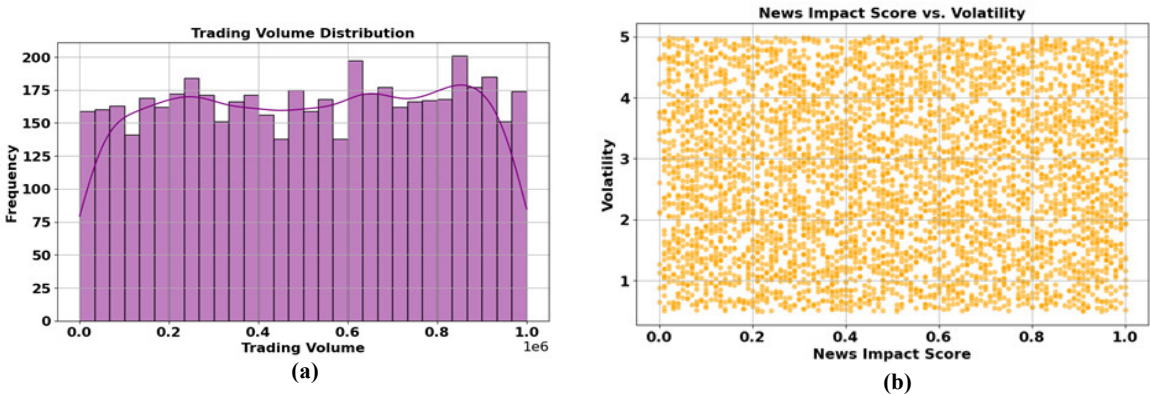 Trading Volume Distribution
Frequency
200
175
150
125
100
75
50
25
0
0.0 0.2 0.4 0.6 0.8 1.0
1e6
Trading Volume
(a)
News Impact Score vs. Volatility
Volatility
5
4
3
2
1
0.0 0.2 0.4 0.6 0.8 1.0
News Impact Score
(b)